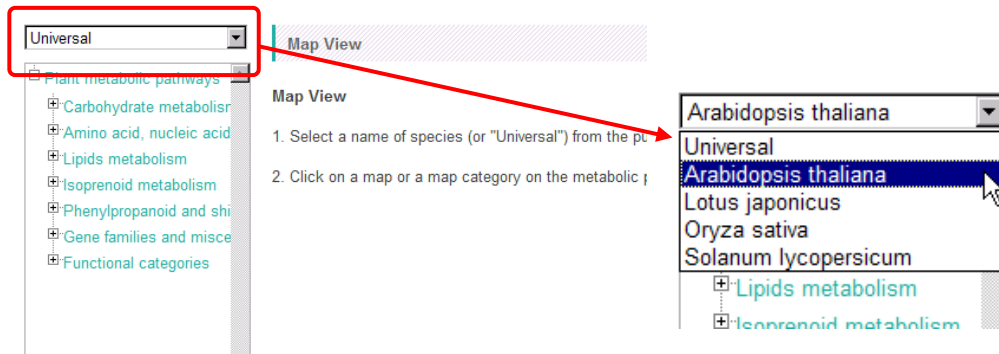 Universal
Plant metabolic pathways
Carbohydrate metabolism
Amino acid, nucleic acid
Lipids metabolism
Isoprenoid metabolism
Phenylpropanoid and shi
Gene families and misce
Functional categories
Map View
Map View
1. Select a name of species (or "Universal") from the pu
2. Click on a map or a map category on the metabolic p
Arabidopsis thaliana
Universal
Arabidopsis thaliana
Lotus japonicus
Oryza sativa
Solanum lycopersicum
Lipids metabolism
Isoprenoid metabolism